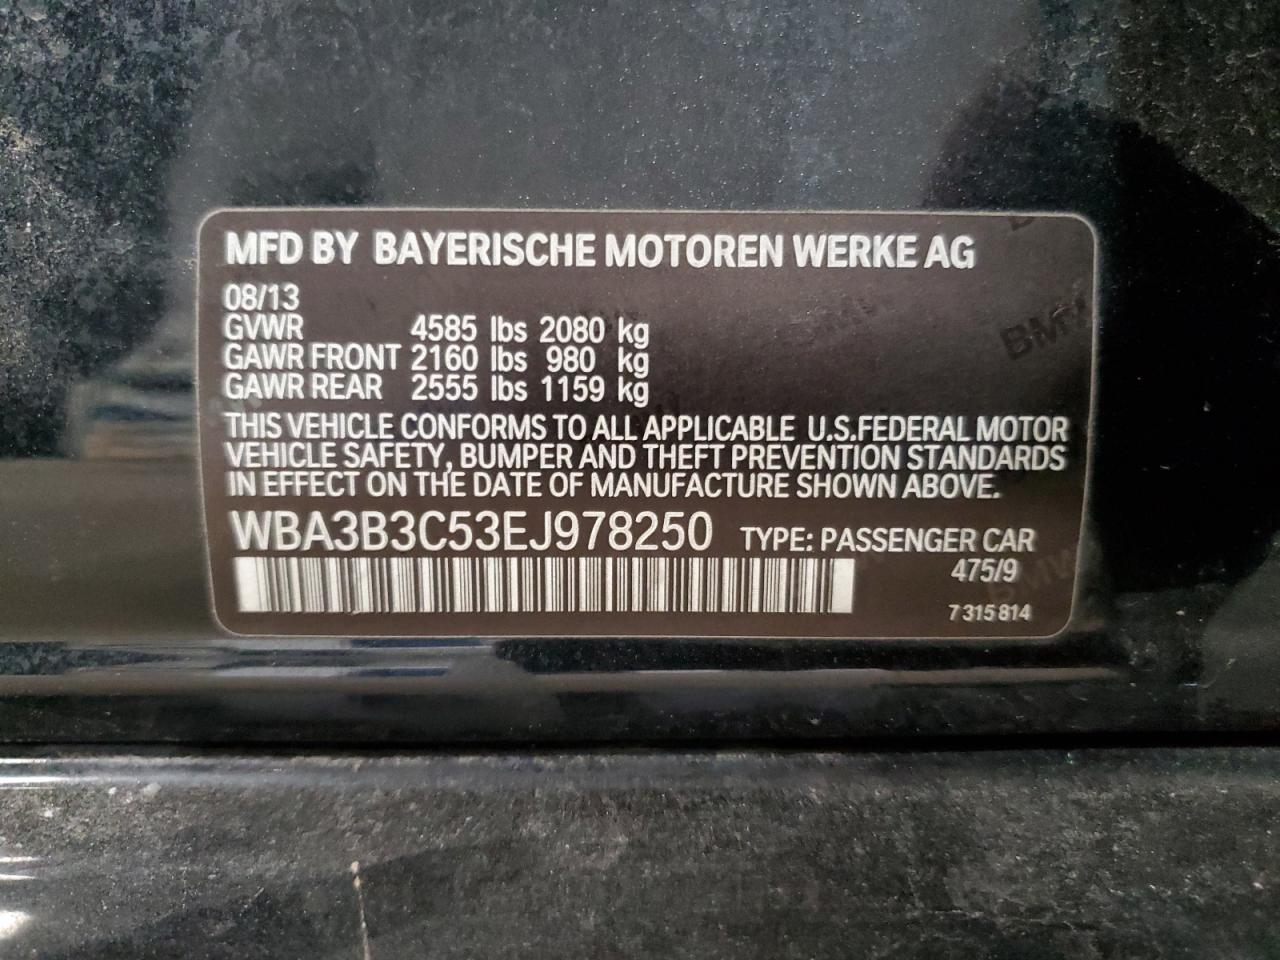 MFD BY BAYERISCHE MOTOREN WERKE AG
08/13
GVWR 4585 lbs 2080 kg
GAWR FRONT 2160 lbs 980 kg
GAWR REAR 2555 lbs 1159 kg
THIS VEHICLE CONFORMS TO ALL APPLICABLE U.S.FEDERAL MOTOR
VEHICLE SAFETY, BUMPER AND THEFT PREVENTION STANDARDS
IN EFFECT ON THE DATE OF MANUFACTURE SHOWN ABOVE.
WBA3B3C53EJ978250 TYPE: PASSENGER CAR
475/9
7 315 814
BMW